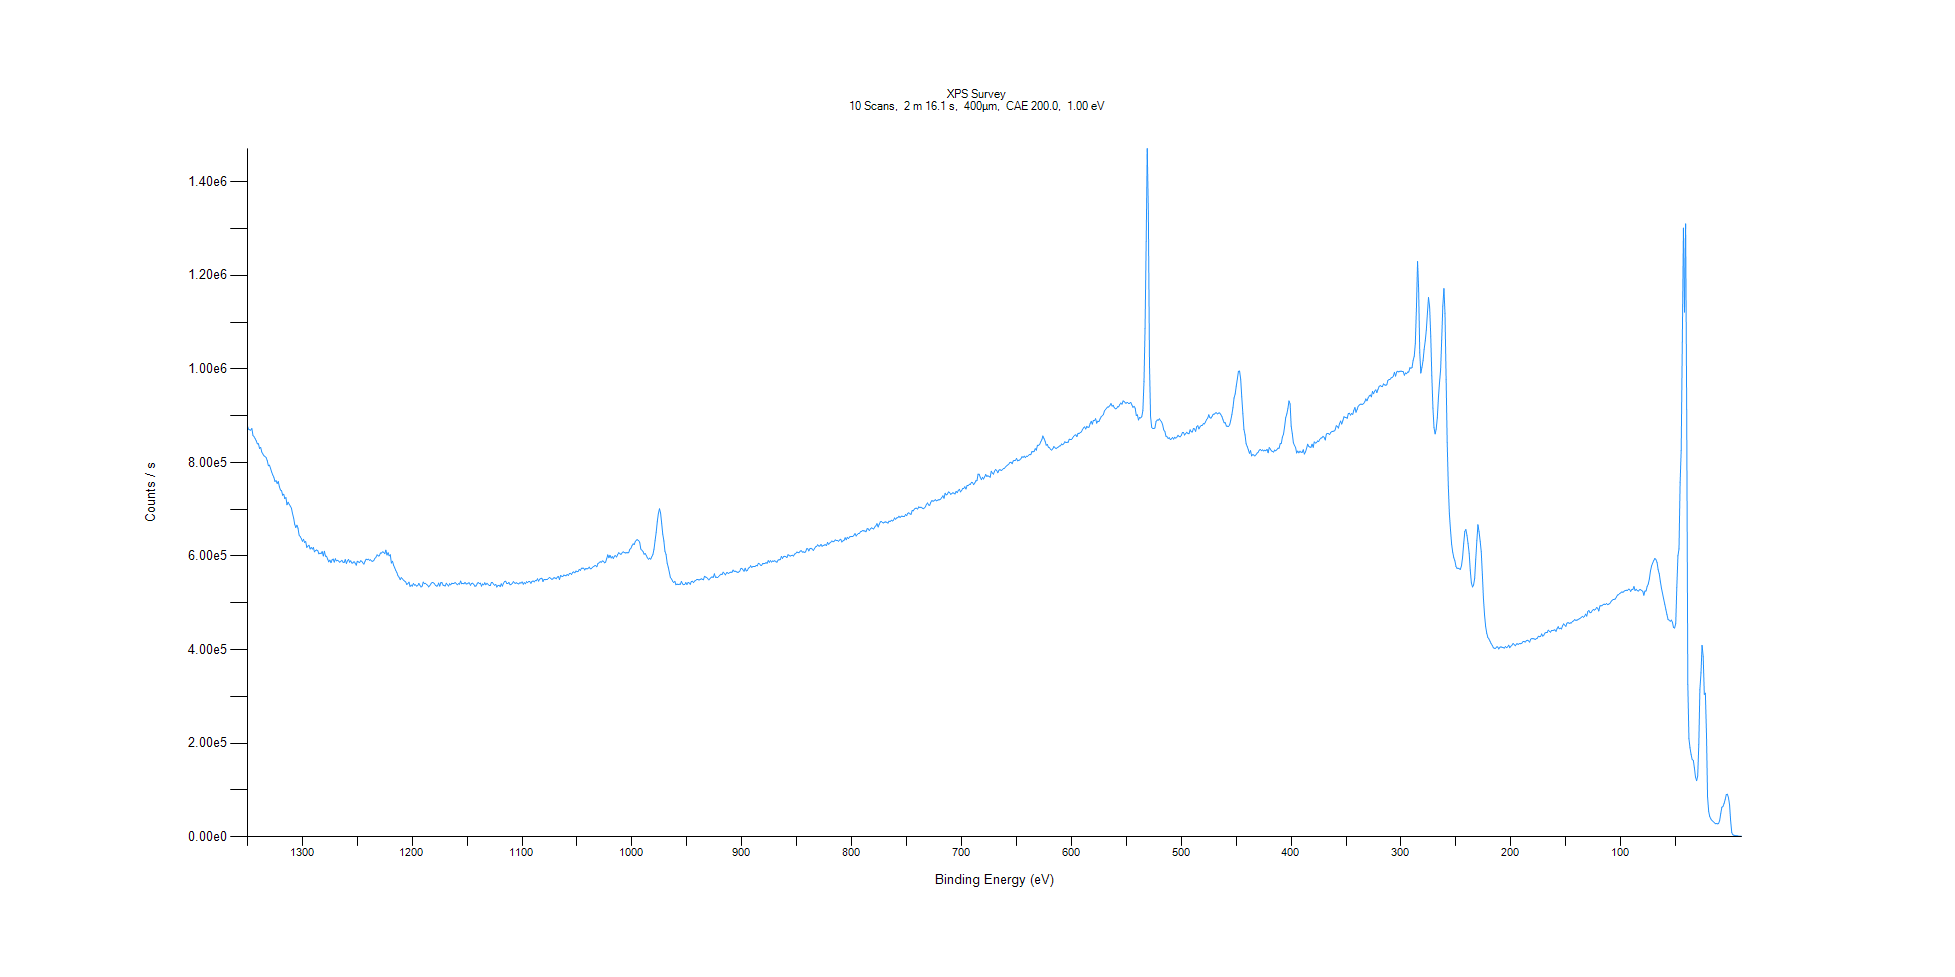 XPS Survey
10 Scans,  2 m 16.1 s,  400µm,  CAE 200.0,  1.00 eV
1.40e6
1.20e6
1.00e6
8.00e5
6.00e5
4.00e5
2.00e5
0.00e0
Counts / s
1300 1200 1100 1000 900 800 700 600 500 400 300 200 100
Binding Energy (eV)